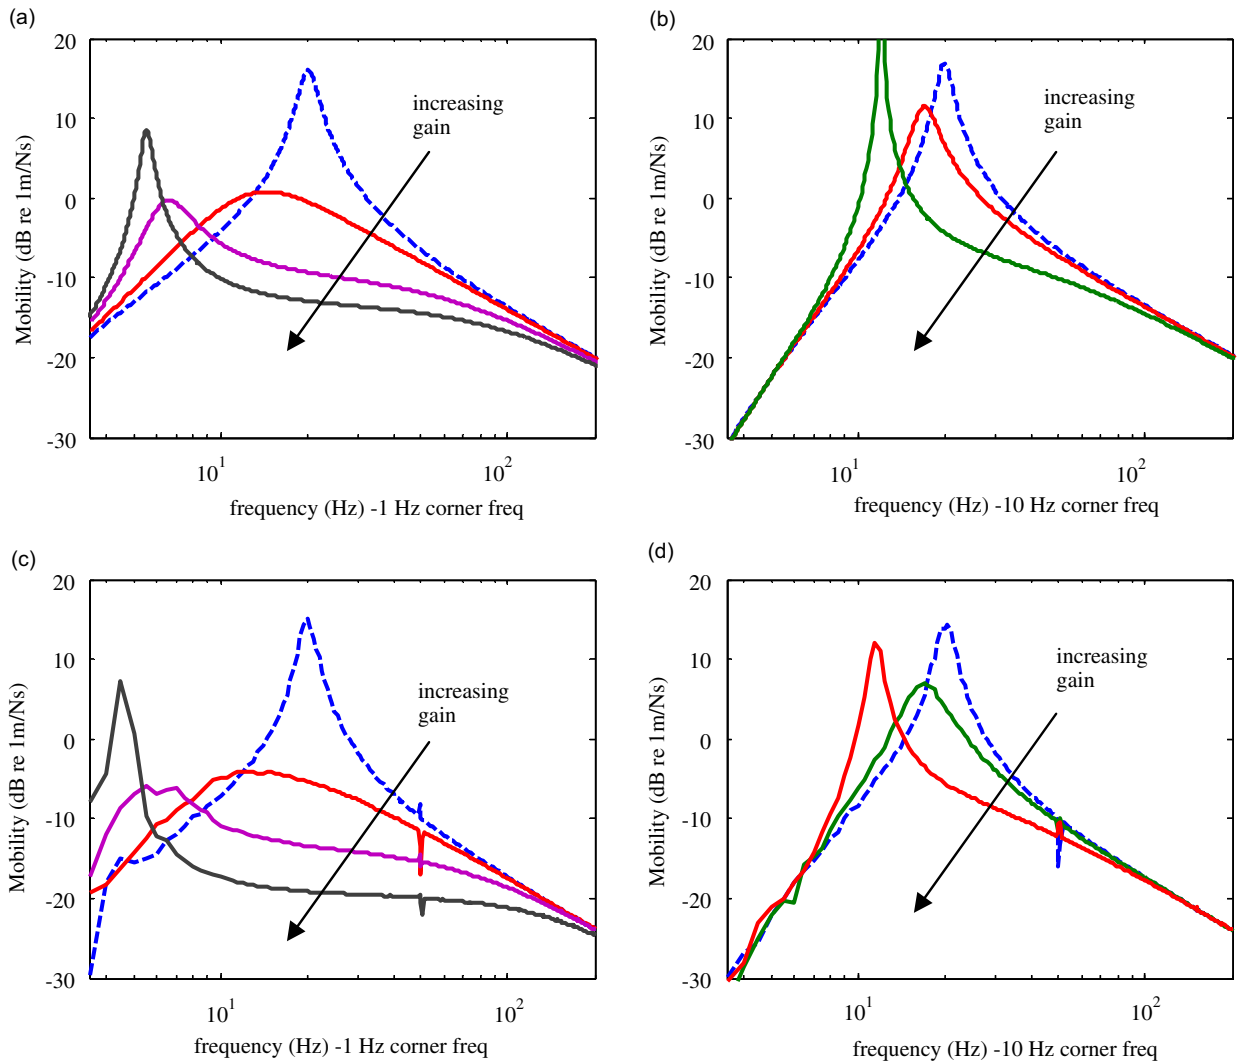 (a)
20
10
0
-10
-20
-30
Mobility (dB re 1m/Ns)
increasing
gain
10^1
10^2
frequency (Hz) -1 Hz corner freq
(b)
20
10
0
-10
-20
-30
Mobility (dB re 1m/Ns)
increasing
gain
10^1
10^2
frequency (Hz) -10 Hz corner freq
(c)
20
10
0
-10
-20
-30
Mobility (dB re 1m/Ns)
increasing
gain
10^1
10^2
frequency (Hz) -1 Hz corner freq
(d)
20
10
0
-10
-20
-30
Mobility (dB re 1m/Ns)
increasing
gain
10^1
10^2
frequency (Hz) -10 Hz corner freq